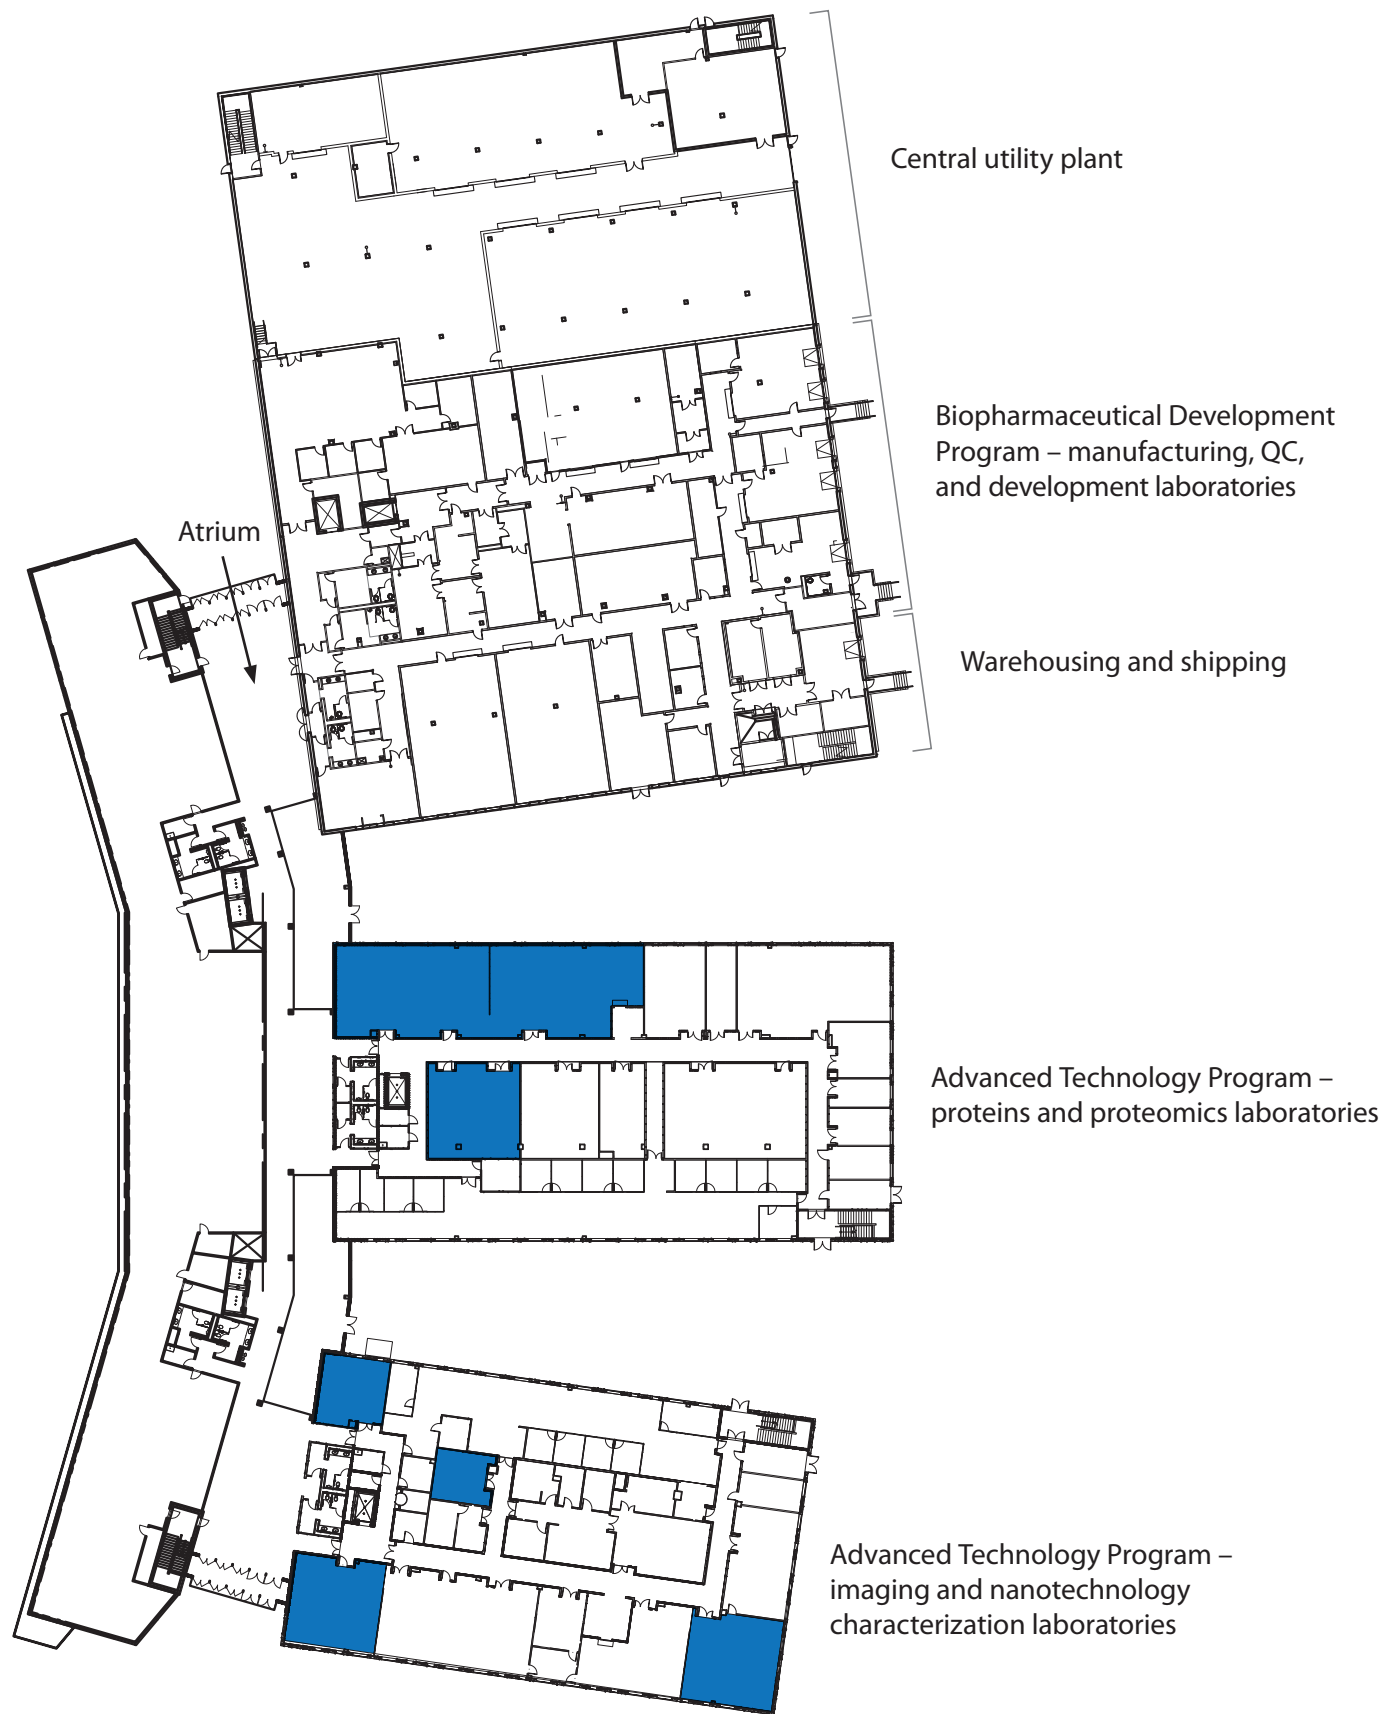 Central utility plant
Biopharmaceutical Development
Program – manufacturing, QC,
and development laboratories
Atrium
Warehousing and shipping
Advanced Technology Program –
proteins and proteomics laboratories
Advanced Technology Program –
imaging and nanotechnology
characterization laboratories